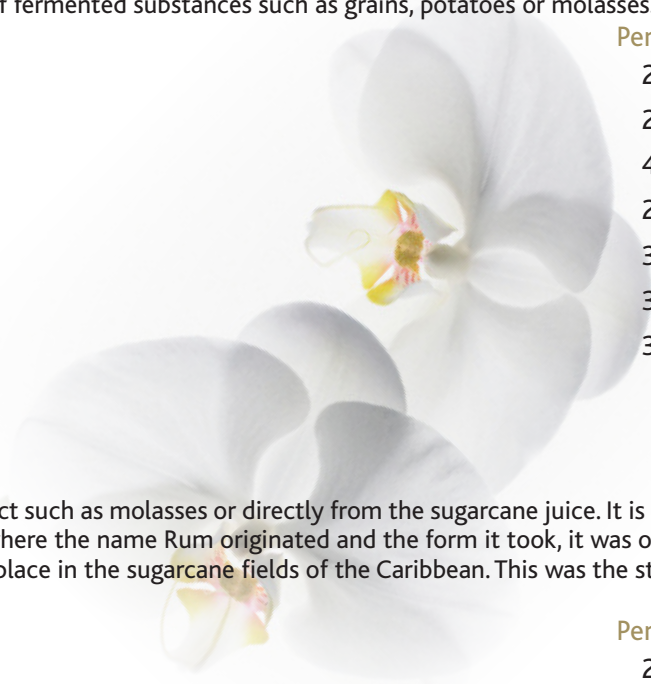 f fermented substances such as grains, potatoes or molasses
Per
2
2
4
2
3
3
3
ct such as molasses or directly from the sugarcane juice. It is
here the name Rum originated and the form it took, it was o
place in the sugarcane fields of the Caribbean. This was the st
Per
2